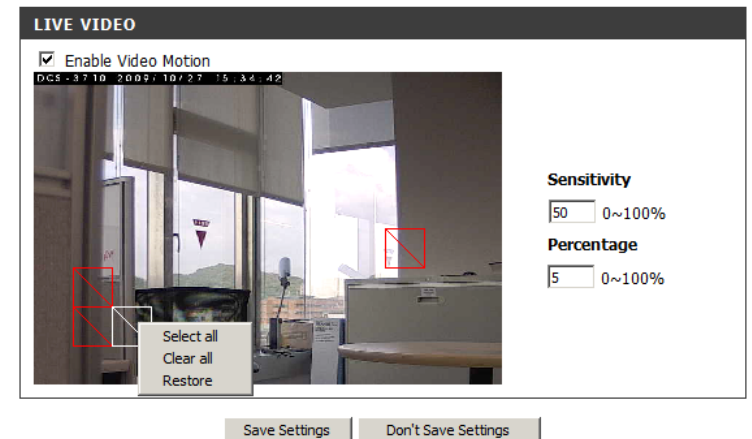 LIVE VIDEO
Enable Video Motion
DCS-3710 2009/10/27 15:34:42
Sensitivity
50 0~100%
Percentage
5 0~100%
Select all
Clear all
Restore
Save Settings Don't Save Settings